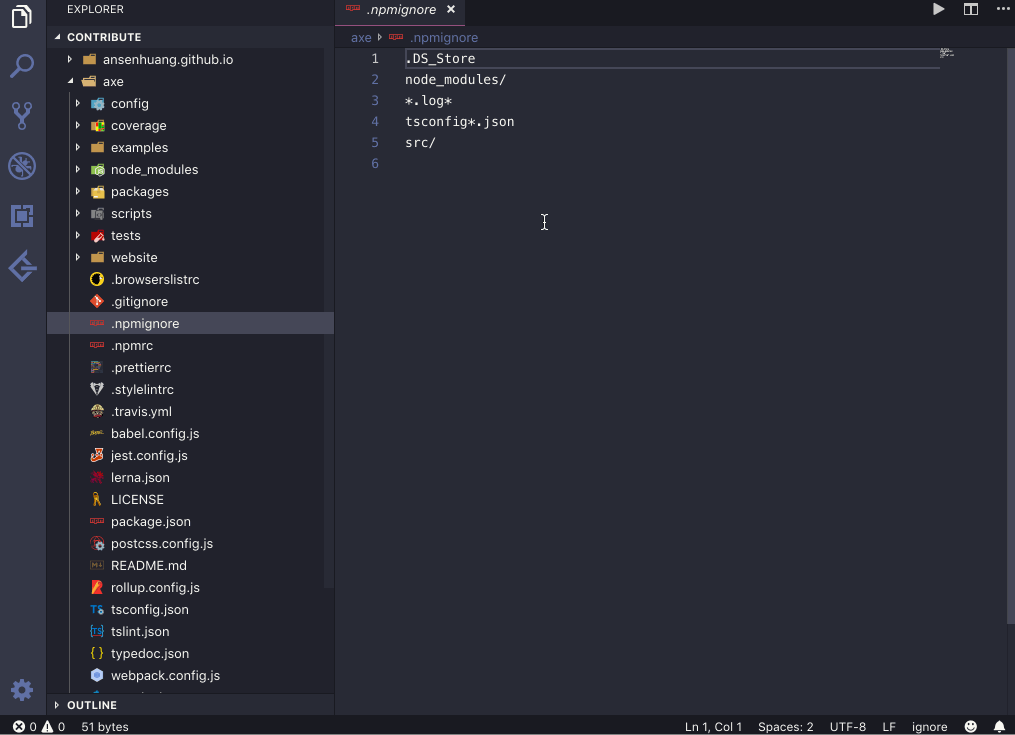 EXPLORER
.npmignore
CONTRIBUTE
axe .npmignore
ansenhuang.github.io
axe
config
coverage
examples
node_modules
packages
scripts
tests
website
.browserslistrc
.gitignore
.npmignore
.npmrc
.prettierrc
.stylelintrc
.travis.yml
babel.config.js
jest.config.js
lerna.json
LICENSE
package.json
postcss.config.js
README.md
rollup.config.js
tsconfig.json
tslint.json
typedoc.json
webpack.config.js
OUTLINE
1 .DS_Store
2 node_modules/
3 *.log*
4 tsconfig*.json
5 src/
6
0 0 51 bytes Ln 1, Col 1 Spaces: 2 UTF-8 LF ignore